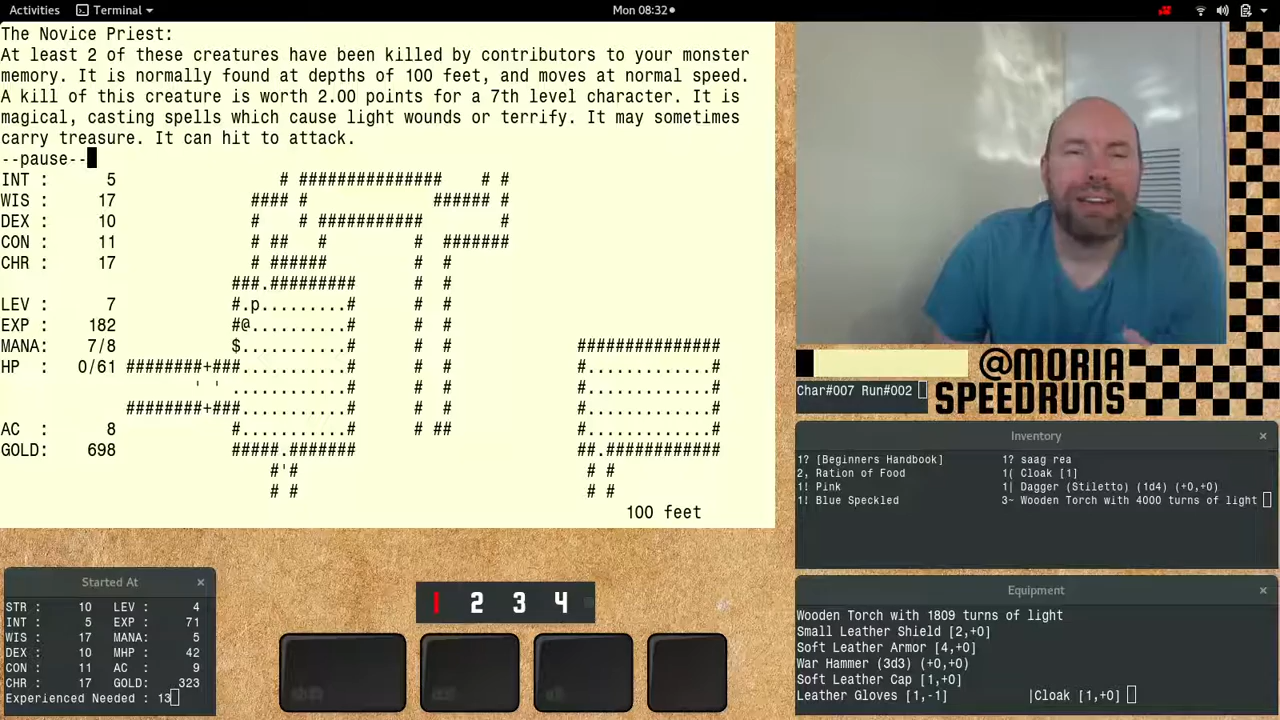 Activities Terminal Mon 08:32
The Novice Priest:
At least 2 of these creatures have been killed by contributors to your monster
memory. It is normally found at depths of 100 feet, and moves at normal speed.
A kill of this creature is worth 2.00 points for a 7th level character. It is
magical, casting spells which cause light wounds or terrify. It may sometimes
carry treasure. It can hit to attack.
--pause--
INT : 5 # ############### # #
WIS : 17 #### # ###### #
DEX : 10 # # ########### #
CON : 11 # ## # # #######
CHR : 17 # ###### # #
###.######### # #
LEV : 7 #.p.........# # #
EXP : 182 #@..........# # #
MANA: 7/8 $...........# # # ###############
HP : 0/61 ########+###...........# # # #.............#
' ' ............# # # #.............#
########+###...........# # # #.............#
AC : 8 #...........# # ## #.............#
GOLD: 698 #####.####### ##.############
#'# # #
# # # #
100 feet
@MORIA
SPEEDRUNS
Char#007 Run#002
Inventory
1? [Beginners Handbook] 1? saag rea
2, Ration of Food 1( Cloak [1]
1! Pink 1| Dagger (Stiletto) (1d4) (+0,+0)
1! Blue Speckled 3~ Wooden Torch with 4000 turns of light
Equipment
Wooden Torch with 1809 turns of light
Small Leather Shield [2,+0]
Soft Leather Armor [4,+0]
War Hammer (3d3) (+0,+0)
Soft Leather Cap [1,+0]
Leather Gloves [1,-1] |Cloak [1,+0]
Started At
STR : 10 LEV : 4
INT : 5 EXP : 71
WIS : 17 MANA: 5
DEX : 10 MHP : 42
CON : 11 AC : 9
CHR : 17 GOLD: 323
Experienced Needed : 13
1 2 3 4